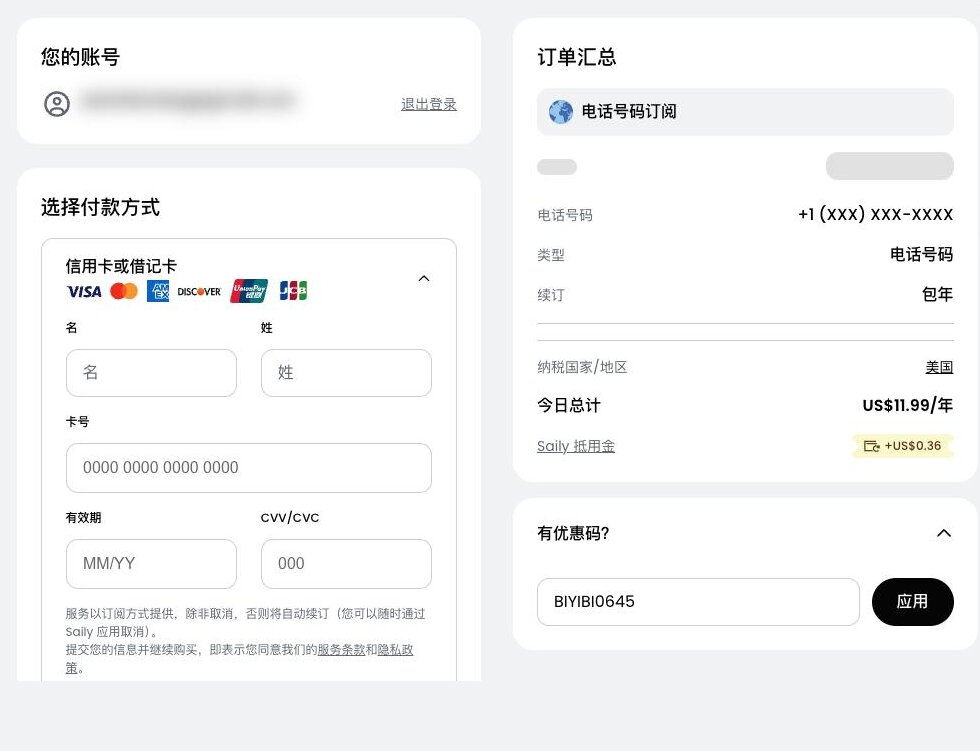 您的账号
退出登录
选择付款方式
信用卡或借记卡
VISA AMEX DISCOVER UnionPay 银联 JCB
名 姓
名 姓
卡号
0000 0000 0000 0000
有效期 CVV/CVC
MM/YY 000
服务以订阅方式提供，除非取消，否则将自动续订（您可以随时通过
Saily 应用取消）。
提交您的信息并继续购买，即表示您同意我们的服务条款和隐私政
策。
订单汇总
电话号码订阅
电话号码 +1 (XXX) XXX-XXXX
类型 电话号码
续订 包年
纳税国家/地区 美国
今日总计 US$11.99/年
Saily 抵用金 +US$0.36
有优惠码?
BIYIBI0645 应用